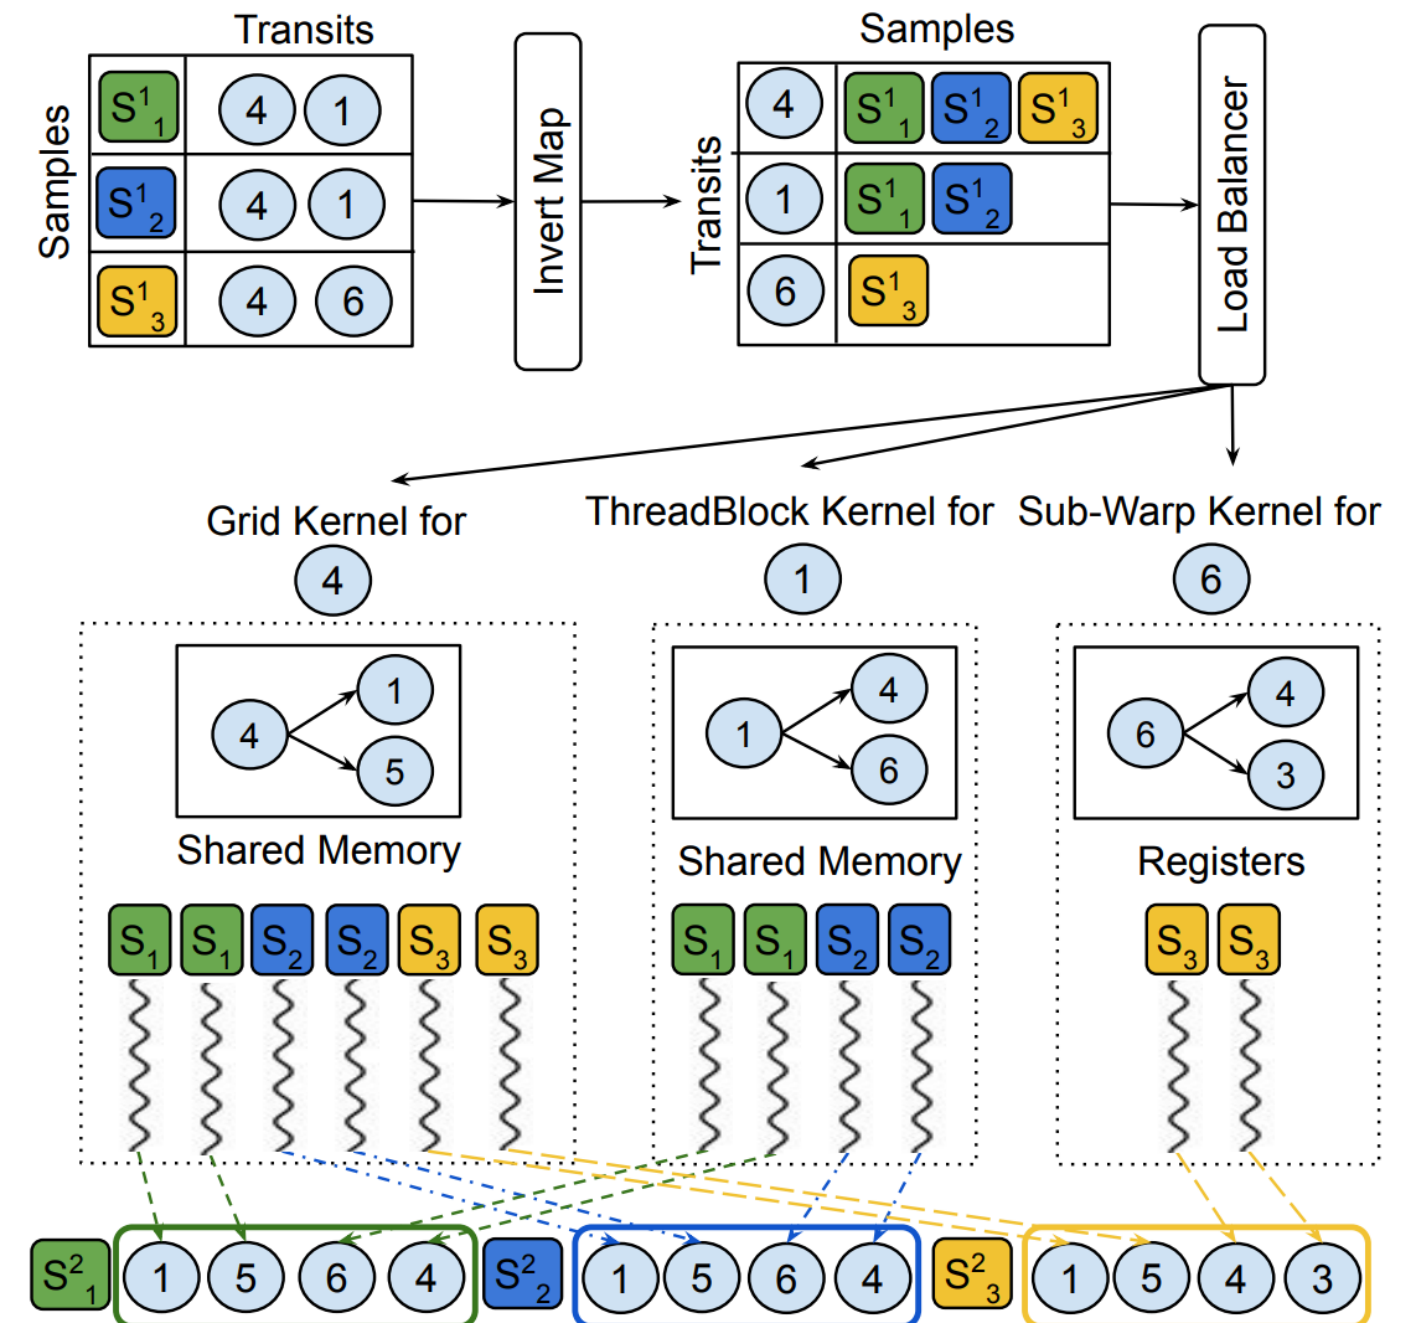 Transits
Samples
S¹₁ 4 1
S¹₂ 4 1
S¹₃ 4 6
Invert Map
Samples
Transits
4 S¹₁ S¹₂ S¹₃
1 S¹₁ S¹₂
6 S¹₃
Load Balancer
Grid Kernel for
4
ThreadBlock Kernel for
1
Sub-Warp Kernel for
6
4 1 5
Shared Memory
S₁ S₁ S₂ S₂ S₃ S₃
1 4 6
Shared Memory
S₁ S₁ S₂ S₂
6 4 3
Registers
S₃ S₃
S²₁ 1 5 6 4
S²₂ 1 5 6 4
S²₃ 1 5 4 3